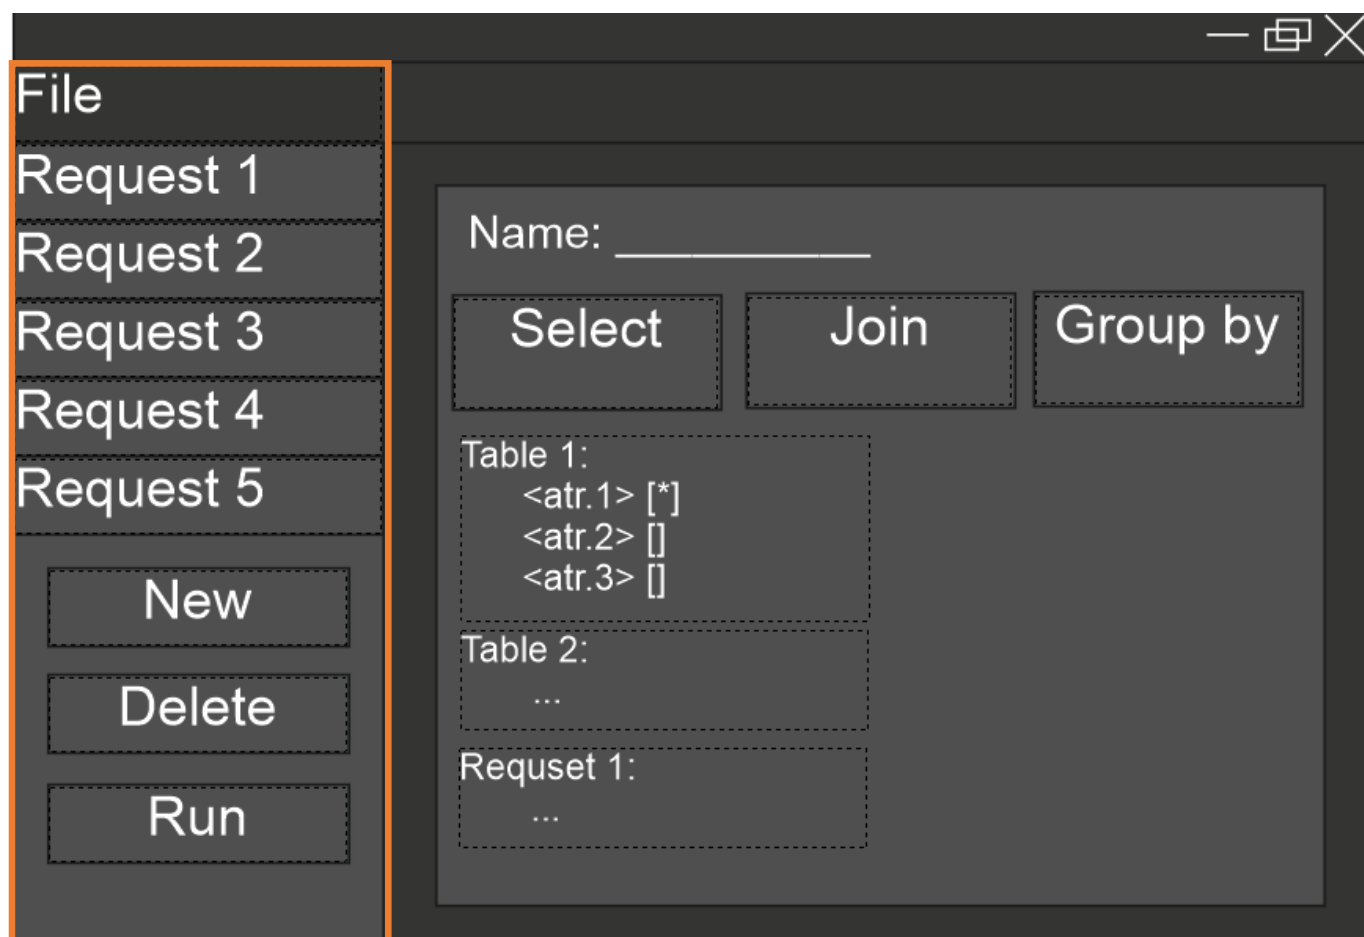 File
Request 1
Request 2
Request 3
Request 4
Request 5
New
Delete
Run
Name: __________
Select
Join
Group by
Table 1:
<atr.1> [*]
<atr.2> []
<atr.3> []
Table 2:
...
Requset 1:
...